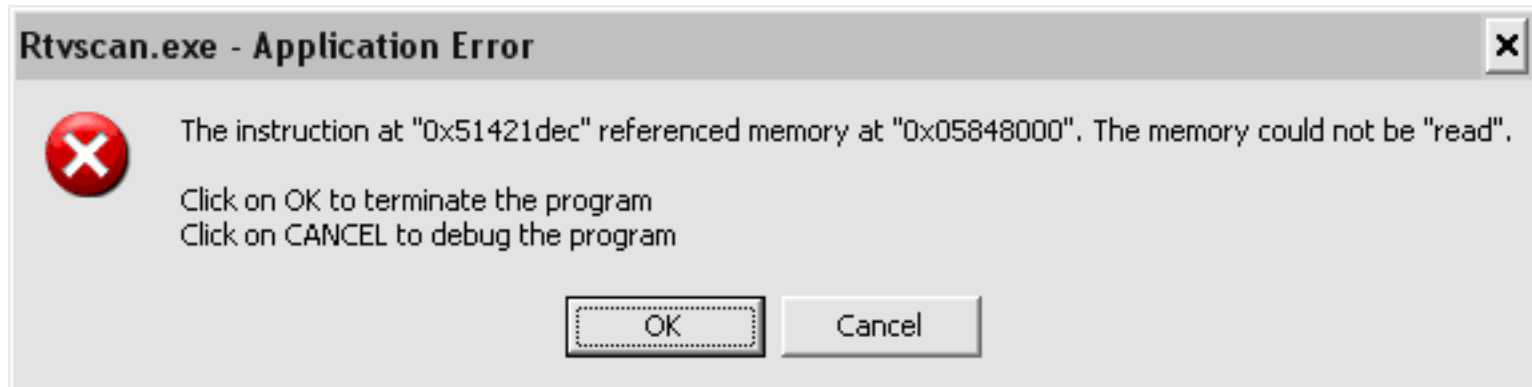 Rtvscan.exe - Application Error
The instruction at "0x51421dec" referenced memory at "0x05848000". The memory could not be "read".
Click on OK to terminate the program
Click on CANCEL to debug the program
OK
Cancel